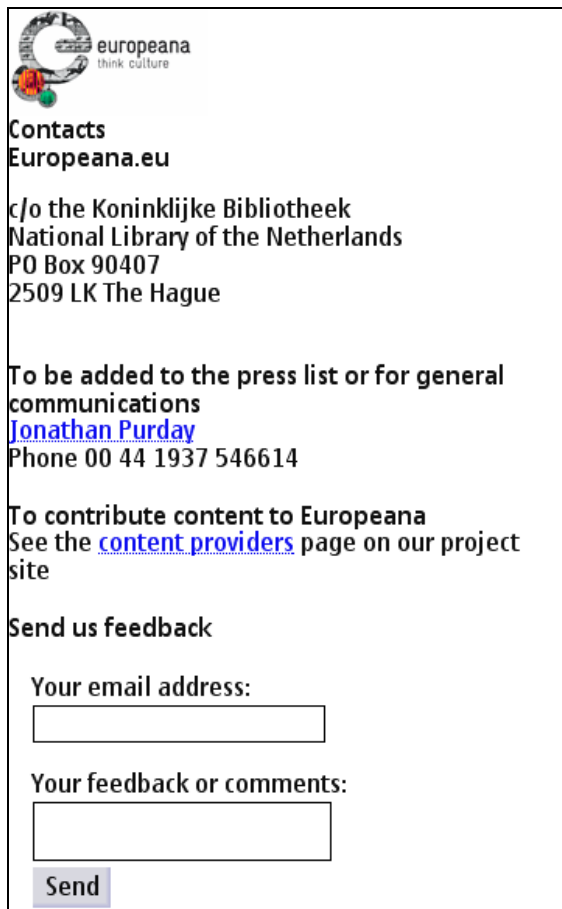 europeana
think culture
Contacts
Europeana.eu
c/o the Koninklijke Bibliotheek
National Library of the Netherlands
PO Box 90407
2509 LK The Hague
To be added to the press list or for general
communications
Jonathan Purday
Phone 00 44 1937 546614
To contribute content to Europeana
See the content providers page on our project
site
Send us feedback
Your email address:
Your feedback or comments:
Send